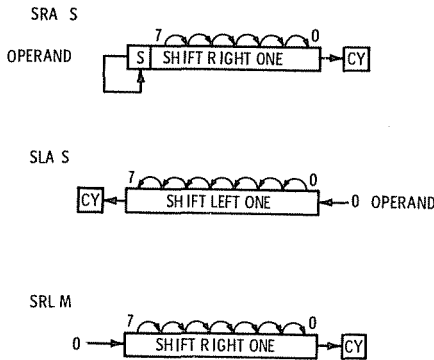 SRA S
7 0
OPERAND S SHIFT RIGHT ONE CY
SLA S
7 0
CY SHIFT LEFT ONE 0 OPERAND
SRL M
7 0
0 SHIFT RIGHT ONE CY